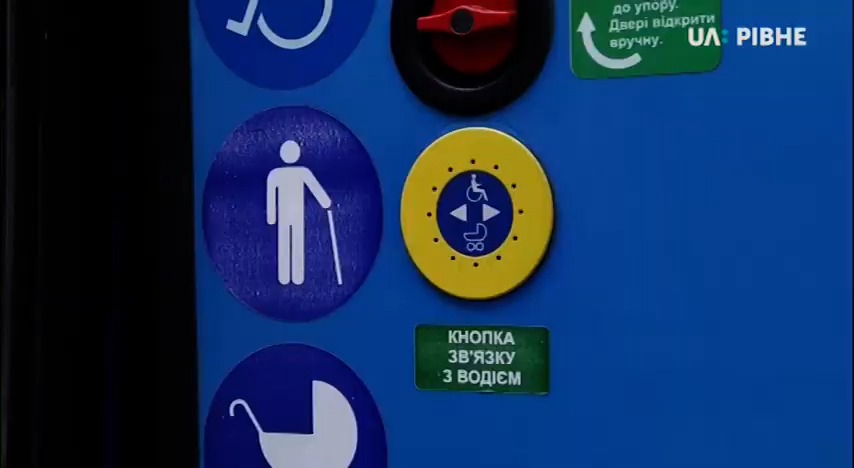 до упору.
Двері відкрити
вручну.
UA: РІВНЕ
КНОПКА
ЗВ'ЯЗКУ
З ВОДІЄМ